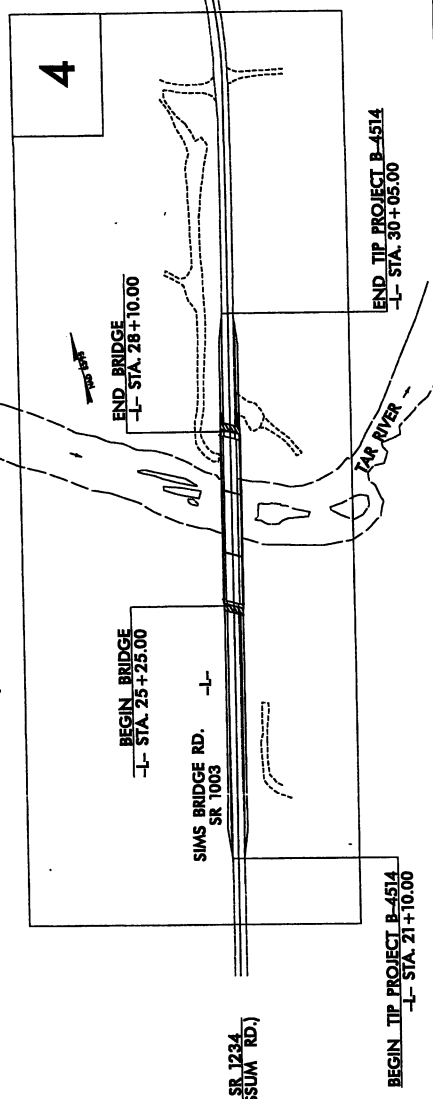 4
END BRIDGE
-L- STA. 28+10.00
END TIP PROJECT B-4514
-L- STA. 30+05.00
TAR RIVER
BEGIN BRIDGE
-L- STA. 25+25.00
-L-
SIMS BRIDGE RD.
SR 1003
BEGIN TIP PROJECT B-4514
-L- STA. 21+10.00
SR 1234
SSUM RD.)